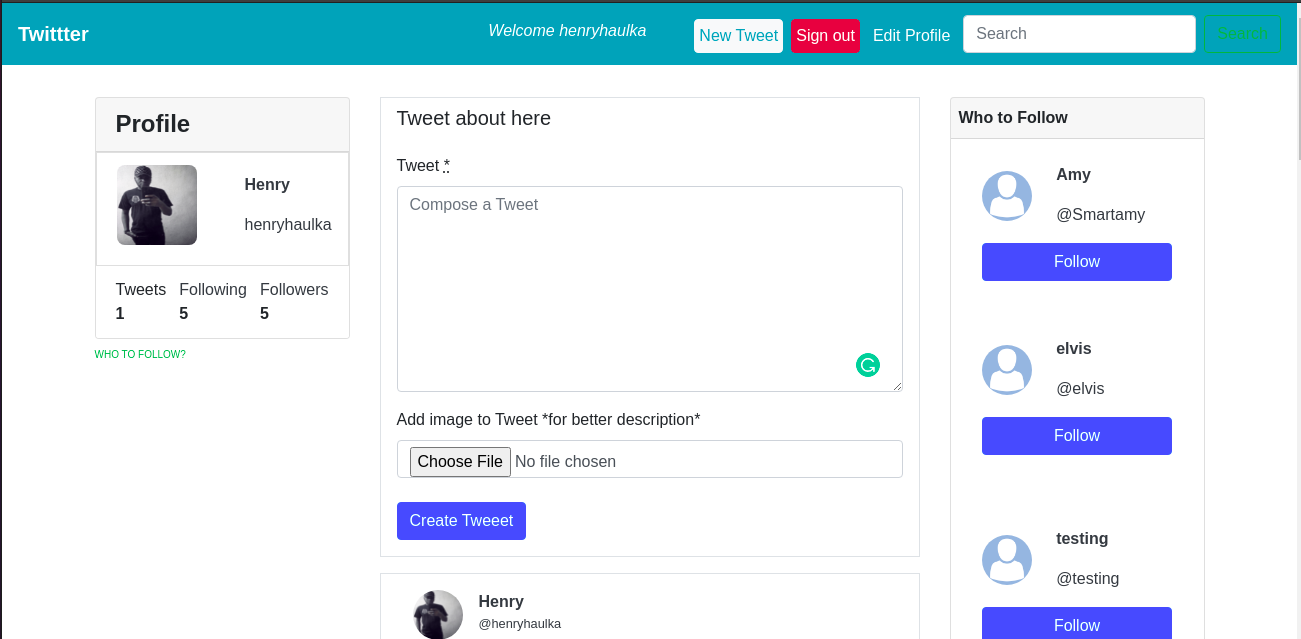 Twittter
Welcome henryhaulka
New Tweet
Sign out
Edit Profile
Search
Search
Profile
Henry
henryhaulka
Tweets Following Followers
1 5 5
WHO TO FOLLOW?
Tweet about here
Tweet *
Compose a Tweet
Add image to Tweet *for better description*
Choose File No file chosen
Create Tweeet
Henry
@henryhaulka
Who to Follow
Amy
@Smartamy
Follow
elvis
@elvis
Follow
testing
@testing
Follow